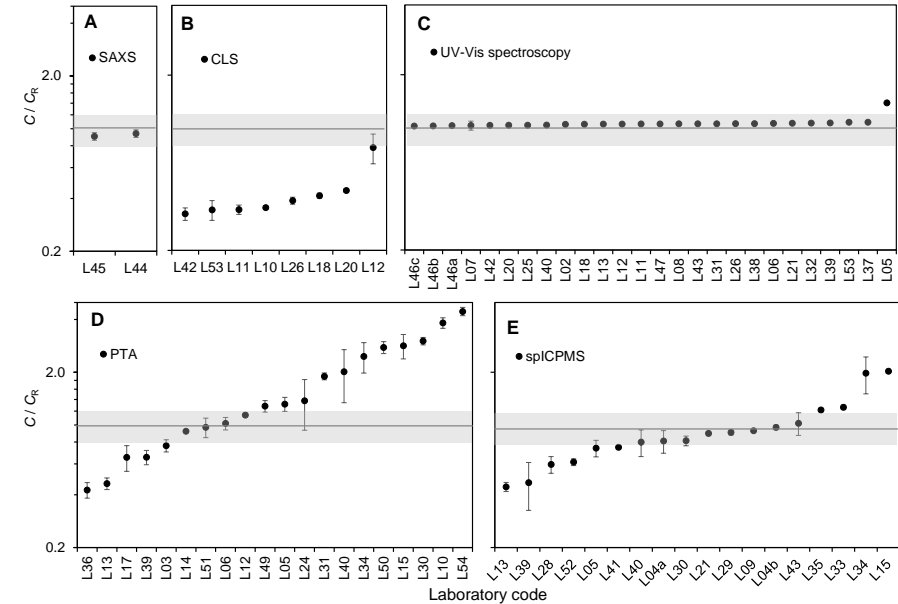 A
SAXS
2.0
C / CR
0.2
L45 L44
B
CLS
L42 L53 L11 L10 L26 L18 L20 L12
C
UV-Vis spectroscopy
L46c L46b L46a L07 L42 L20 L25 L40 L02 L18 L13 L12 L11 L47 L08 L43 L31 L26 L38 L06 L21 L32 L39 L53 L37 L05
D
PTA
2.0
C / CR
0.2
L36 L13 L17 L39 L03 L14 L51 L06 L12 L49 L05 L24 L31 L40 L34 L50 L15 L30 L10 L54
E
spICPMS
L13 L39 L28 L52 L05 L41 L40 L04a L30 L21 L29 L09 L04b L43 L35 L33 L34 L15
Laboratory code